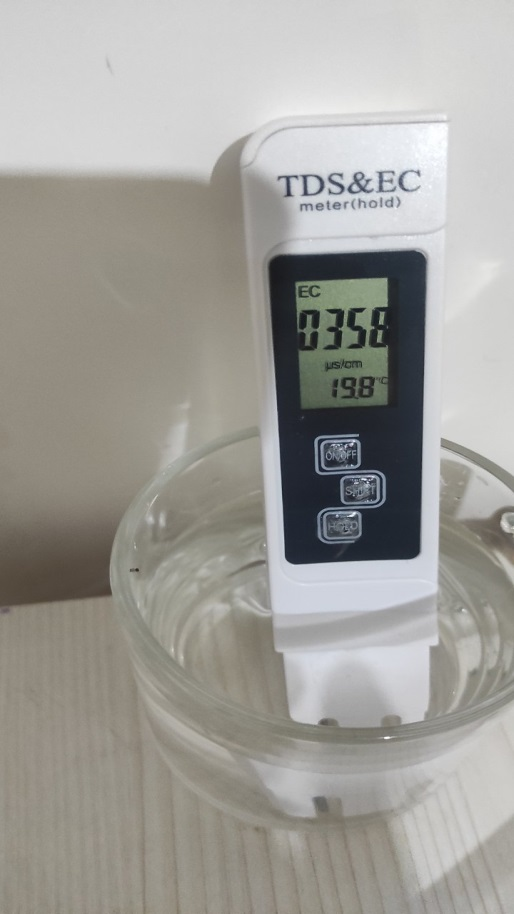 TDS&EC
meter(hold)
EC
0358
µs/cm
19.8 °C
ON/OFF
SHIFT
HOLD